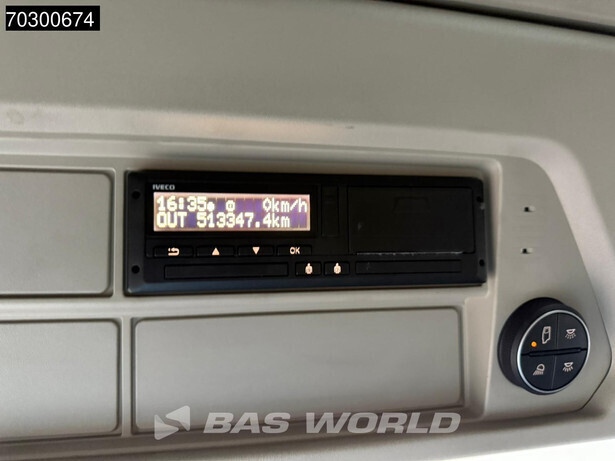 70300674
IVECO
16:35 0km/h
OUT 513347.4km
OK
BAS WORLD